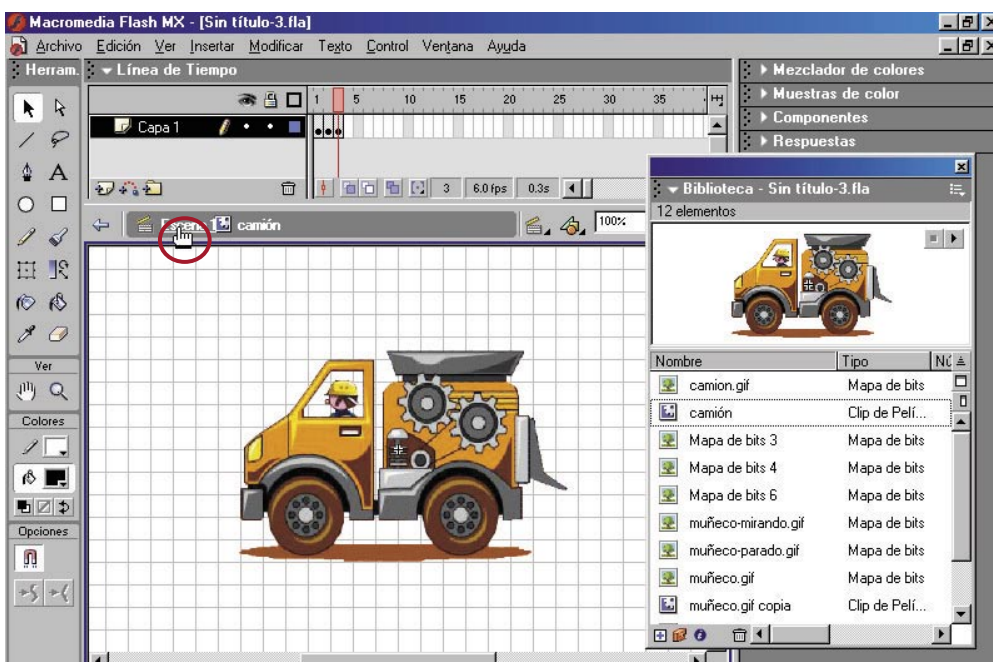 Macromedia Flash MX - [Sin título-3.fla]
Archivo Edición Ver Insertar Modificar Texto Control Ventana Ayuda
Herram.
Línea de Tiempo
1 5 10 15 20 25 30 35
Capa 1
3 6.0 fps 0.3s
Escena 1 camión
100%
Ver
Colores
Opciones
Mezclador de colores
Muestras de color
Componentes
Respuestas
Biblioteca - Sin título-3.fla
12 elementos
Nombre Tipo
camion.gif Mapa de bits
camión Clip de Pelí...
Mapa de bits 3 Mapa de bits
Mapa de bits 4 Mapa de bits
Mapa de bits 6 Mapa de bits
muñeco-mirando.gif Mapa de bits
muñeco-parado.gif Mapa de bits
muñeco.gif Mapa de bits
muñeco.gif copia Clip de Pelí...